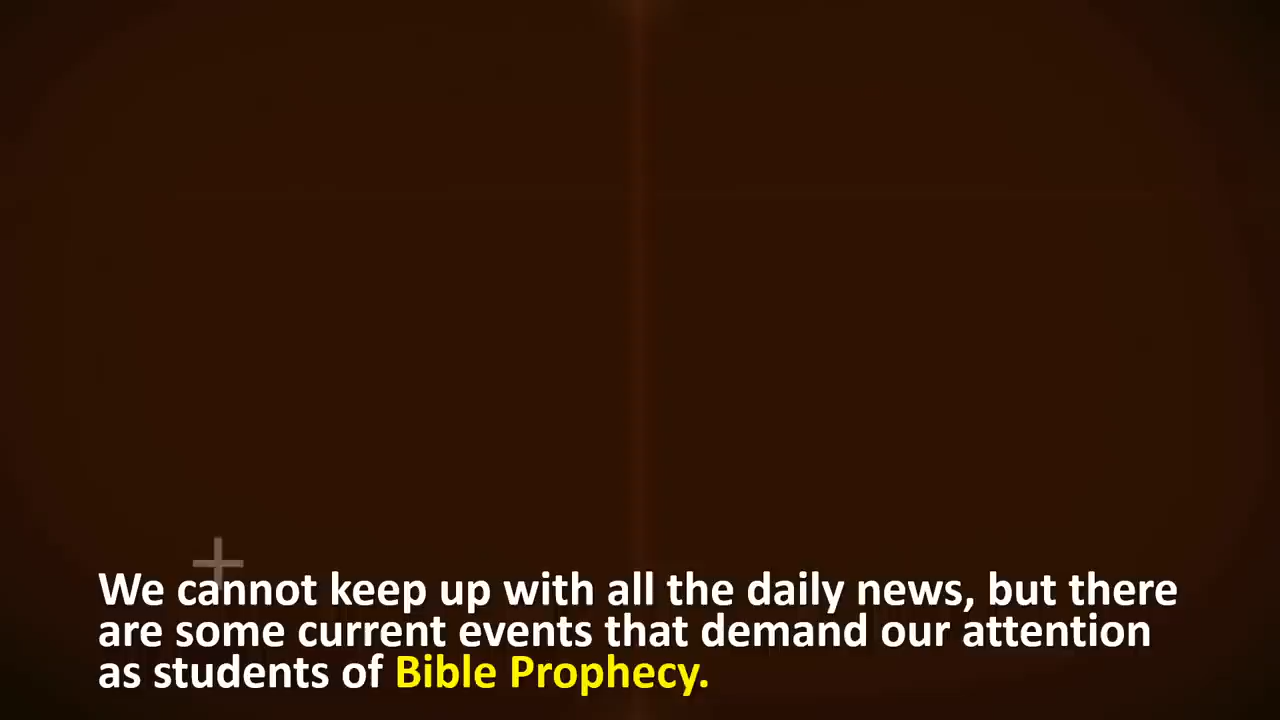 We cannot keep up with all the daily news, but there
are some current events that demand our attention
as students of Bible Prophecy.